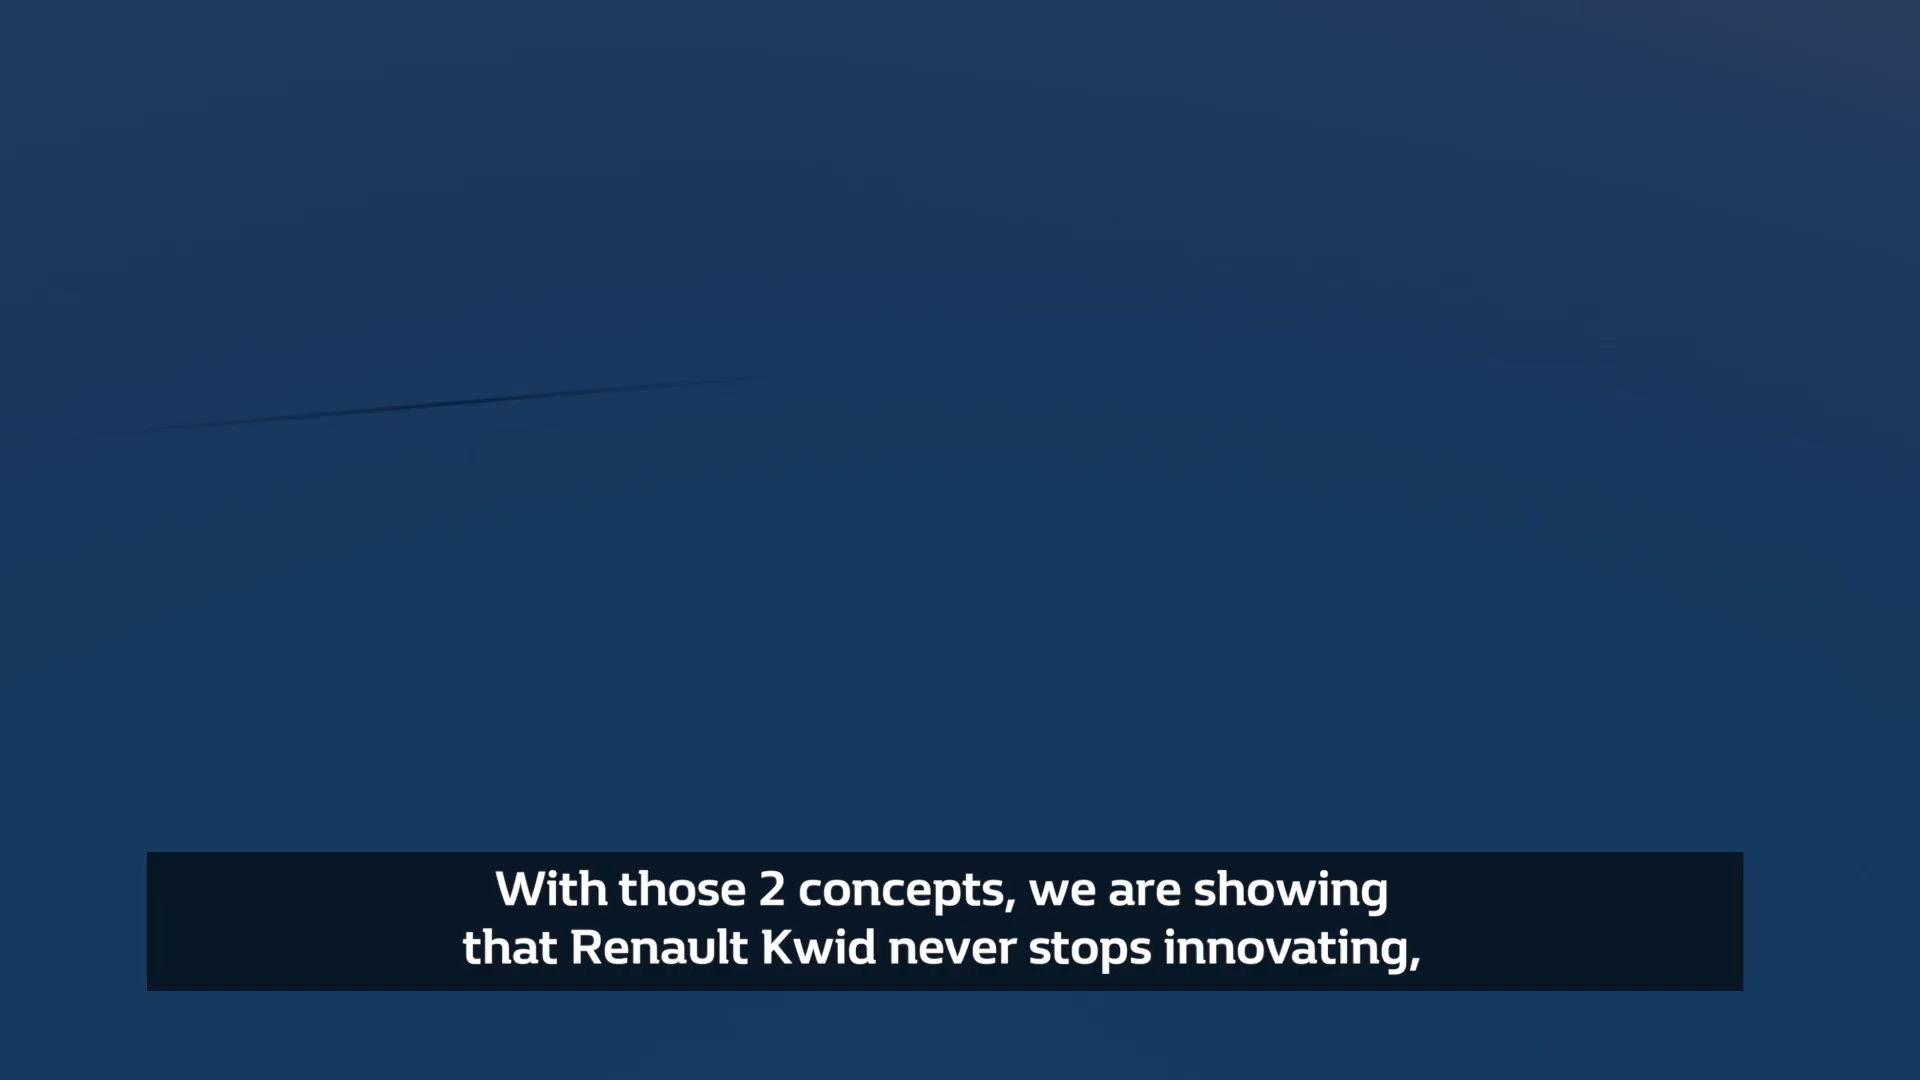 With those 2 concepts, we are showing
that Renault Kwid never stops innovating,